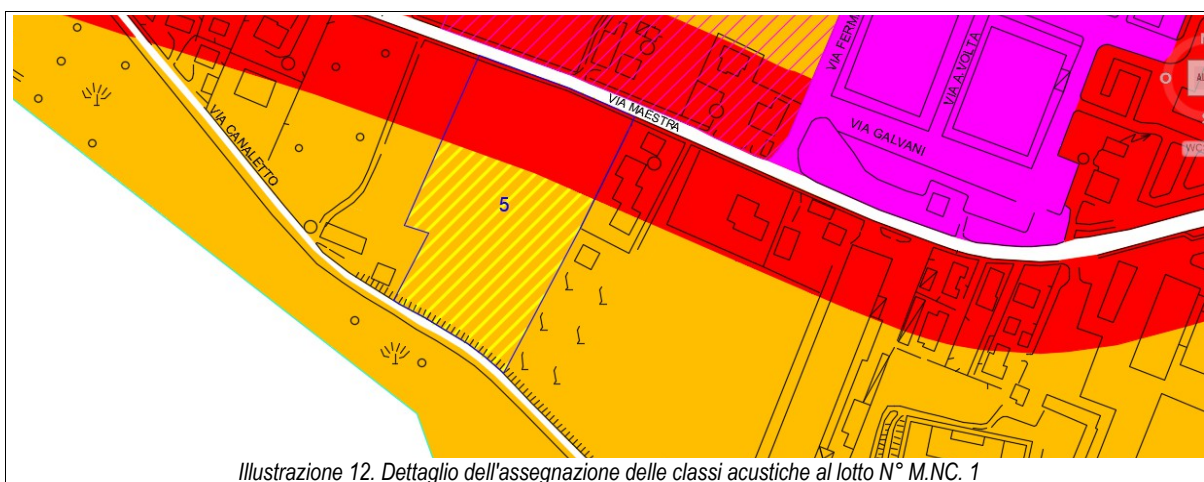 VIA FERM
VIA A. VOLTA
VIA MAESTRA
VIA GALVANI
VIA CANALETTO
5
Illustrazione 12. Dettaglio dell'assegnazione delle classi acustiche al lotto N° M.NC. 1